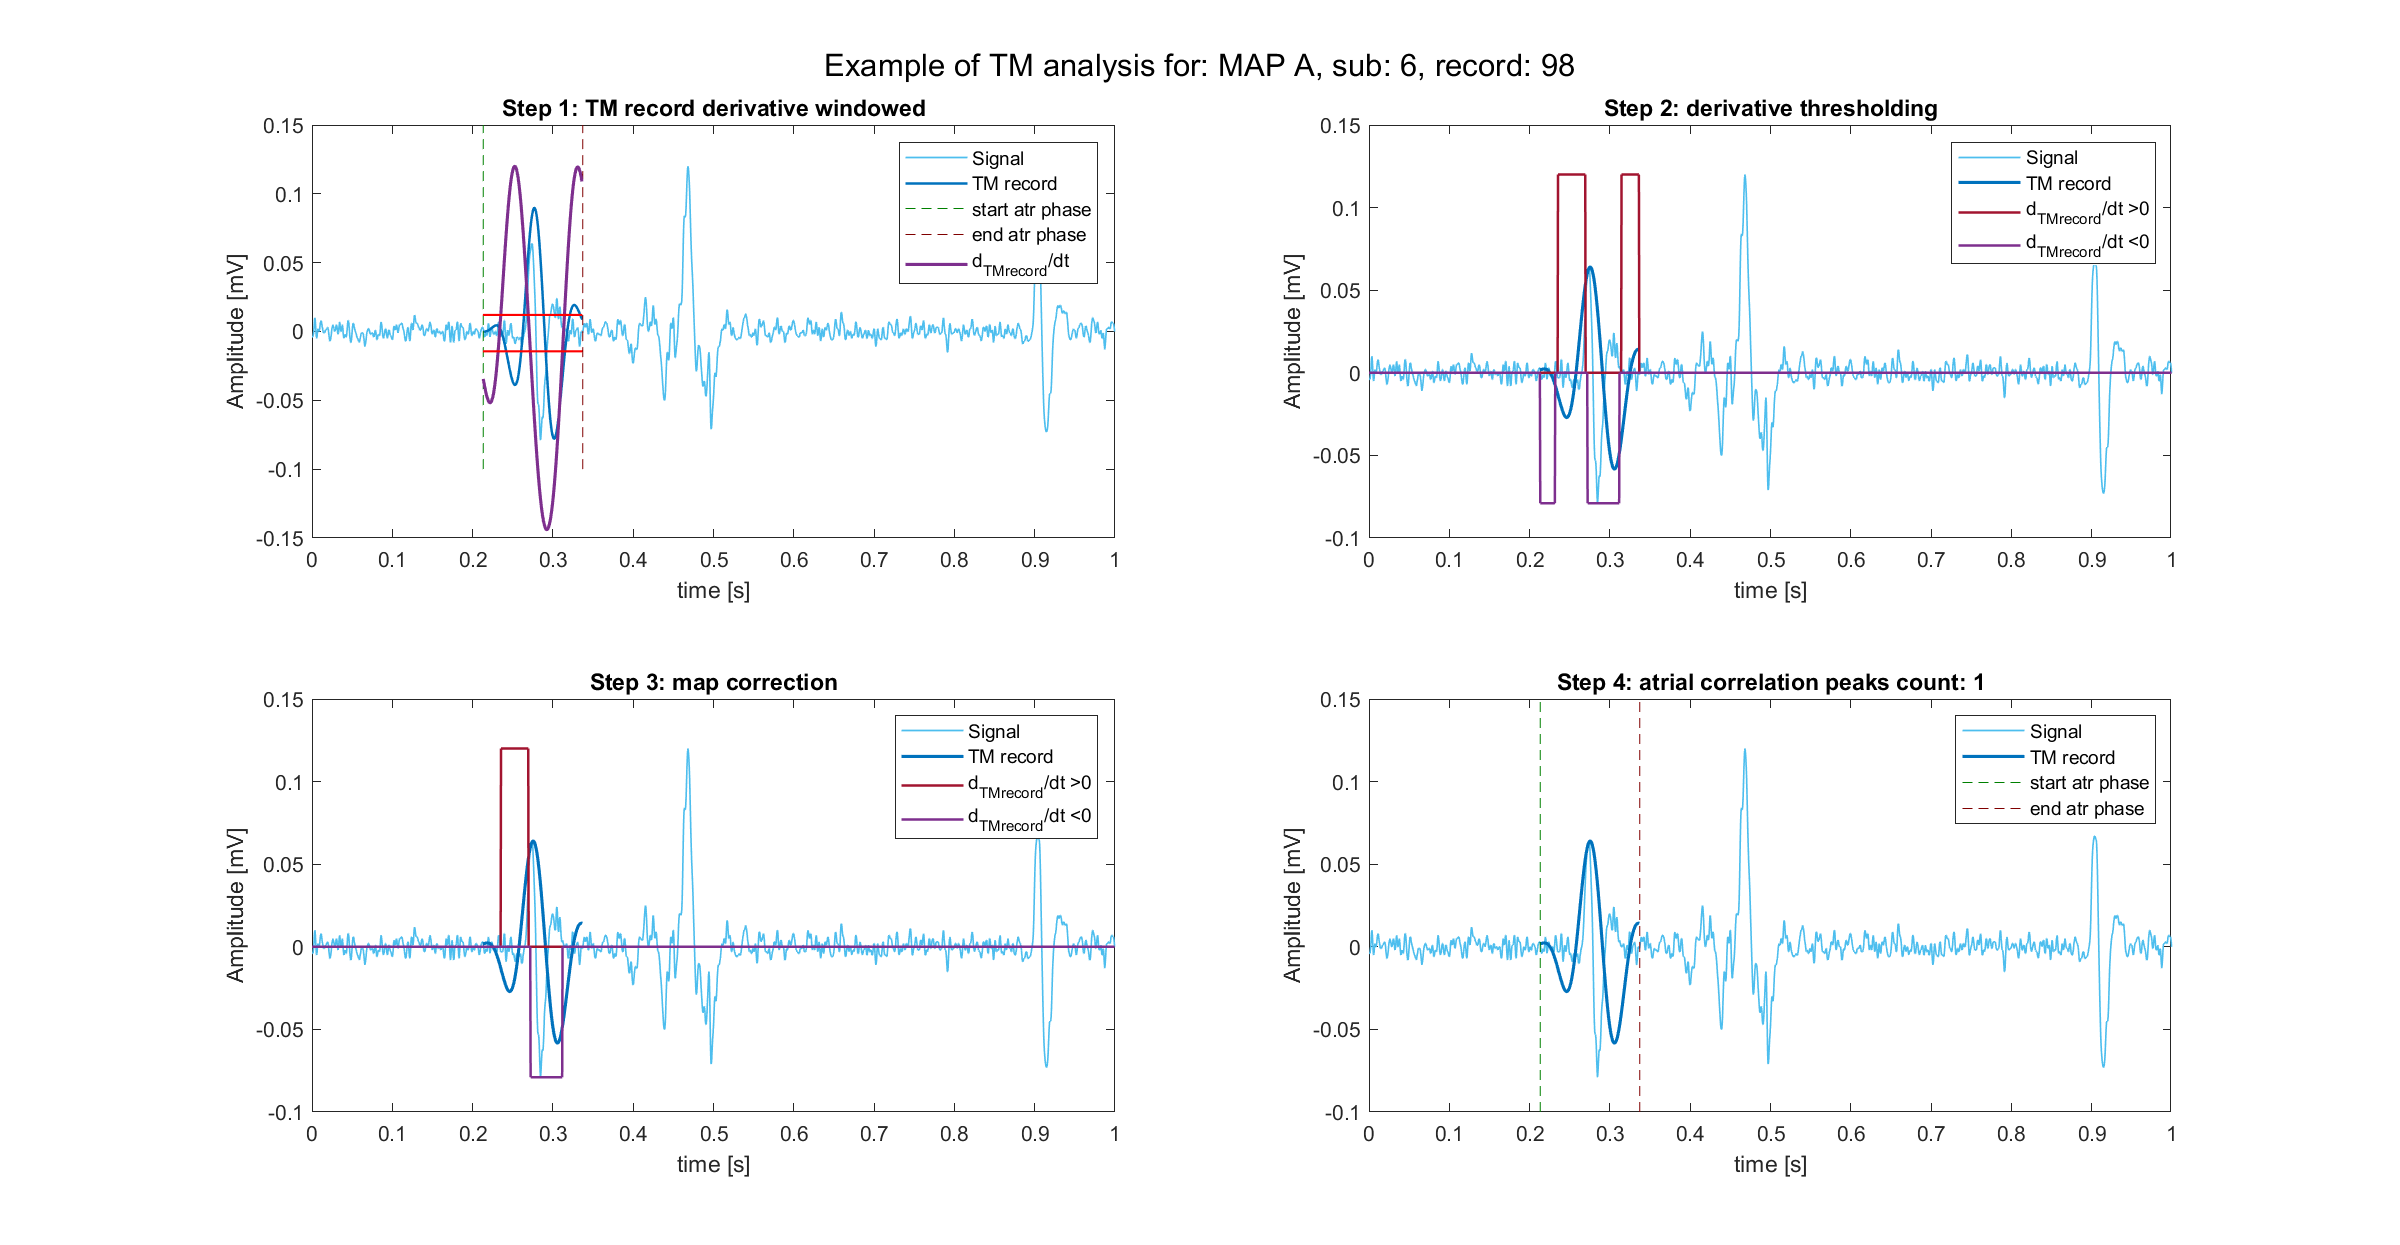 Example of TM analysis for: MAP A, sub: 6, record: 98
Step 1: TM record derivative windowed
0.15
0.1
0.05
0
-0.05
-0.1
-0.15
Amplitude [mV]
0 0.1 0.2 0.3 0.4 0.5 0.6 0.7 0.8 0.9 1
time [s]
Signal
TM record
start atr phase
end atr phase
dTMrecord/dt
Step 2: derivative thresholding
0.15
0.1
0.05
0
-0.05
-0.1
Amplitude [mV]
0 0.1 0.2 0.3 0.4 0.5 0.6 0.7 0.8 0.9 1
time [s]
Signal
TM record
dTMrecord/dt >0
dTMrecord/dt <0
Step 3: map correction
0.15
0.1
0.05
0
-0.05
-0.1
Amplitude [mV]
0 0.1 0.2 0.3 0.4 0.5 0.6 0.7 0.8 0.9 1
time [s]
Signal
TM record
dTMrecord/dt >0
dTMrecord/dt <0
Step 4: atrial correlation peaks count: 1
0.15
0.1
0.05
0
-0.05
-0.1
Amplitude [mV]
0 0.1 0.2 0.3 0.4 0.5 0.6 0.7 0.8 0.9 1
time [s]
Signal
TM record
start atr phase
end atr phase